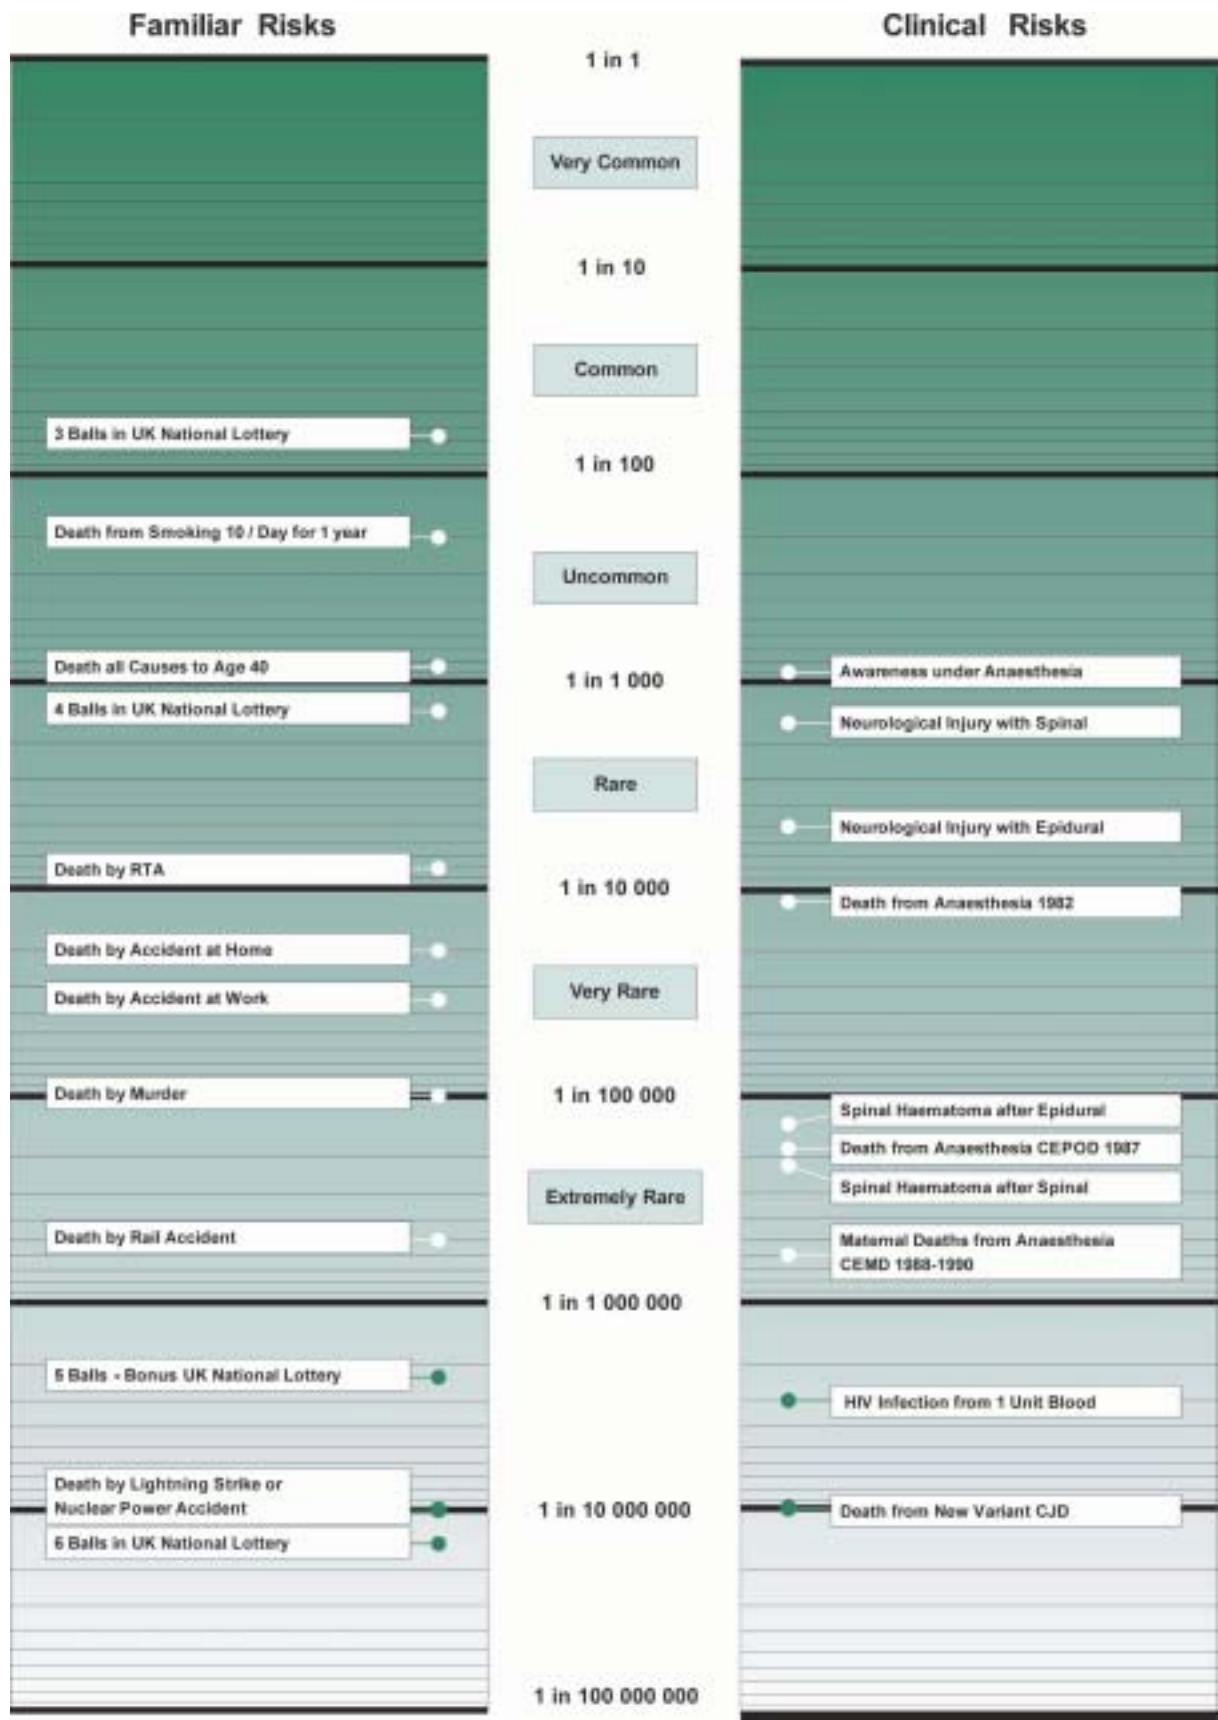 Familiar Risks
Clinical Risks
1 in 1
Very Common
1 in 10
Common
3 Balls in UK National Lottery
1 in 100
Death from Smoking 10 / Day for 1 year
Uncommon
Death all Causes to Age 40
1 in 1 000
Awareness under Anaesthesia
4 Balls in UK National Lottery
Neurological Injury with Spinal
Rare
Neurological Injury with Epidural
Death by RTA
1 in 10 000
Death from Anaesthesia 1982
Death by Accident at Home
Very Rare
Death by Accident at Work
Death by Murder
1 in 100 000
Spinal Haematoma after Epidural
Death from Anaesthesia CEPOD 1987
Spinal Haematoma after Spinal
Extremely Rare
Death by Rail Accident
Maternal Deaths from Anaesthesia
CEMD 1988-1990
1 in 1 000 000
5 Balls - Bonus UK National Lottery
HIV Infection from 1 Unit Blood
Death by Lightning Strike or
Nuclear Power Accident
1 in 10 000 000
Death from New Variant CJD
6 Balls in UK National Lottery
1 in 100 000 000